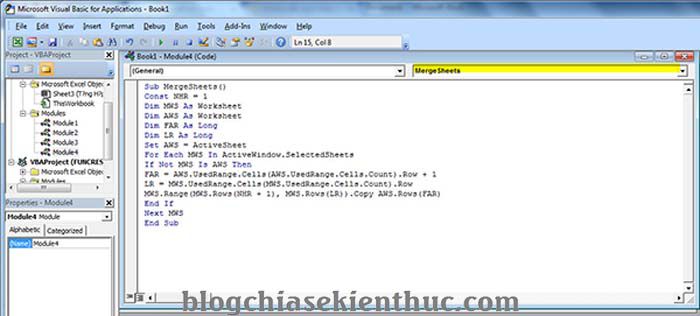 Microsoft Visual Basic for Applications - Book1
File Edit View Insert Format Debug Run Tools Add-Ins Window Help
Ln 15, Col 8
Project - VBAProject
Microsoft Excel Objec
Sheet3 (T?ng H?p
ThisWorkbook
Modules
Module1
Module2
Module3
Module4
VBAProject (FUNCRES
Microsoft Excel Objec
Modules
Properties - Module4
Module4 Module
Alphabetic Categorized
(Name) Module4
Book1 - Module4 (Code)
(General) MergeSheets
Sub MergeSheets()
Const NHR = 1
Dim MWS As Worksheet
Dim AWS As Worksheet
Dim FAR As Long
Dim LR As Long
Set AWS = ActiveSheet
For Each MWS In ActiveWindow.SelectedSheets
If Not MWS Is AWS Then
FAR = AWS.UsedRange.Cells(AWS.UsedRange.Cells.Count).Row + 1
LR = MWS.UsedRange.Cells(MWS.UsedRange.Cells.Count).Row
MWS.Range(MWS.Rows(NHR + 1), MWS.Rows(LR)).Copy AWS.Rows(FAR)
End If
Next MWS
End Sub
blogchiasekienthuc.com